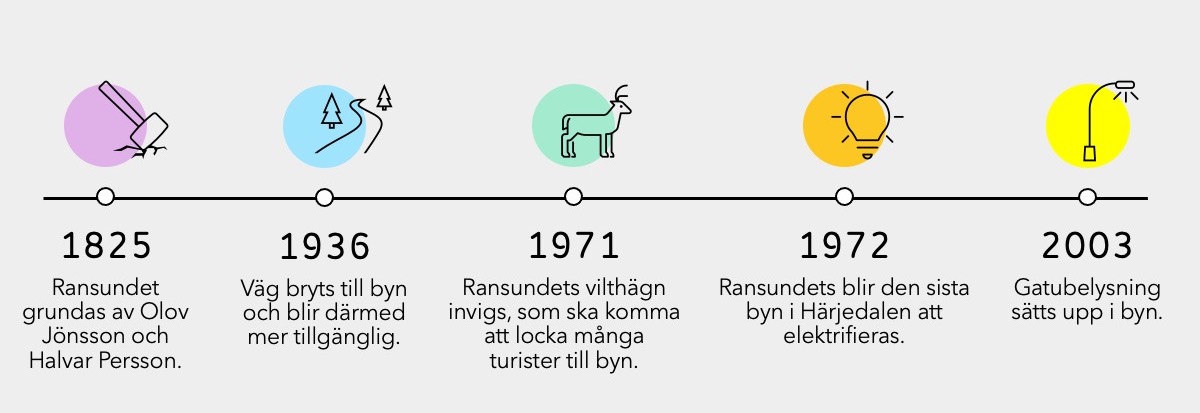 1825
Ransundet
grundas av Olov
Jönsson och
Halvar Persson.
1936
Väg bryts till byn
och blir därmed
mer tillgänglig.
1971
Ransundets vilthägn
invigs, som ska komma
att locka många
turister till byn.
1972
Ransundets blir den sista
byn i Härjedalen att
elektrifieras.
2003
Gatubelysning
sätts upp i byn.